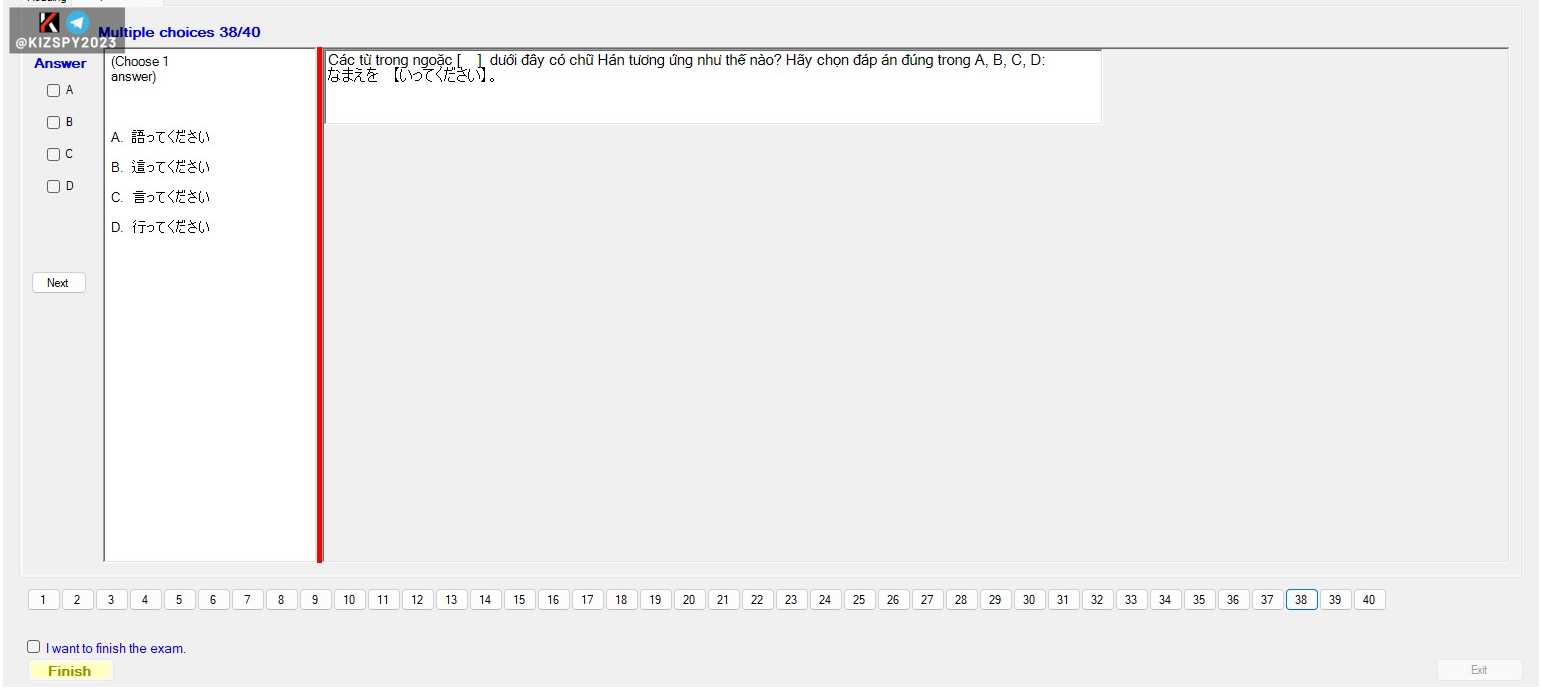 @KIZSPY2023
Multiple choices 38/40
Answer
A
B
C
D
Next
(Choose 1
answer)
A. 語ってください
B. 這ってください
C. 言ってください
D. 行ってください
Các từ trong ngoặc [ ] dưới đây có chữ Hán tương ứng như thế nào? Hãy chọn đáp án đúng trong A, B, C, D:
なまえを 【いってください】。
1 2 3 4 5 6 7 8 9 10 11 12 13 14 15 16 17 18 19 20 21 22 23 24 25 26 27 28 29 30 31 32 33 34 35 36 37 38 39 40
I want to finish the exam.
Finish
Exit